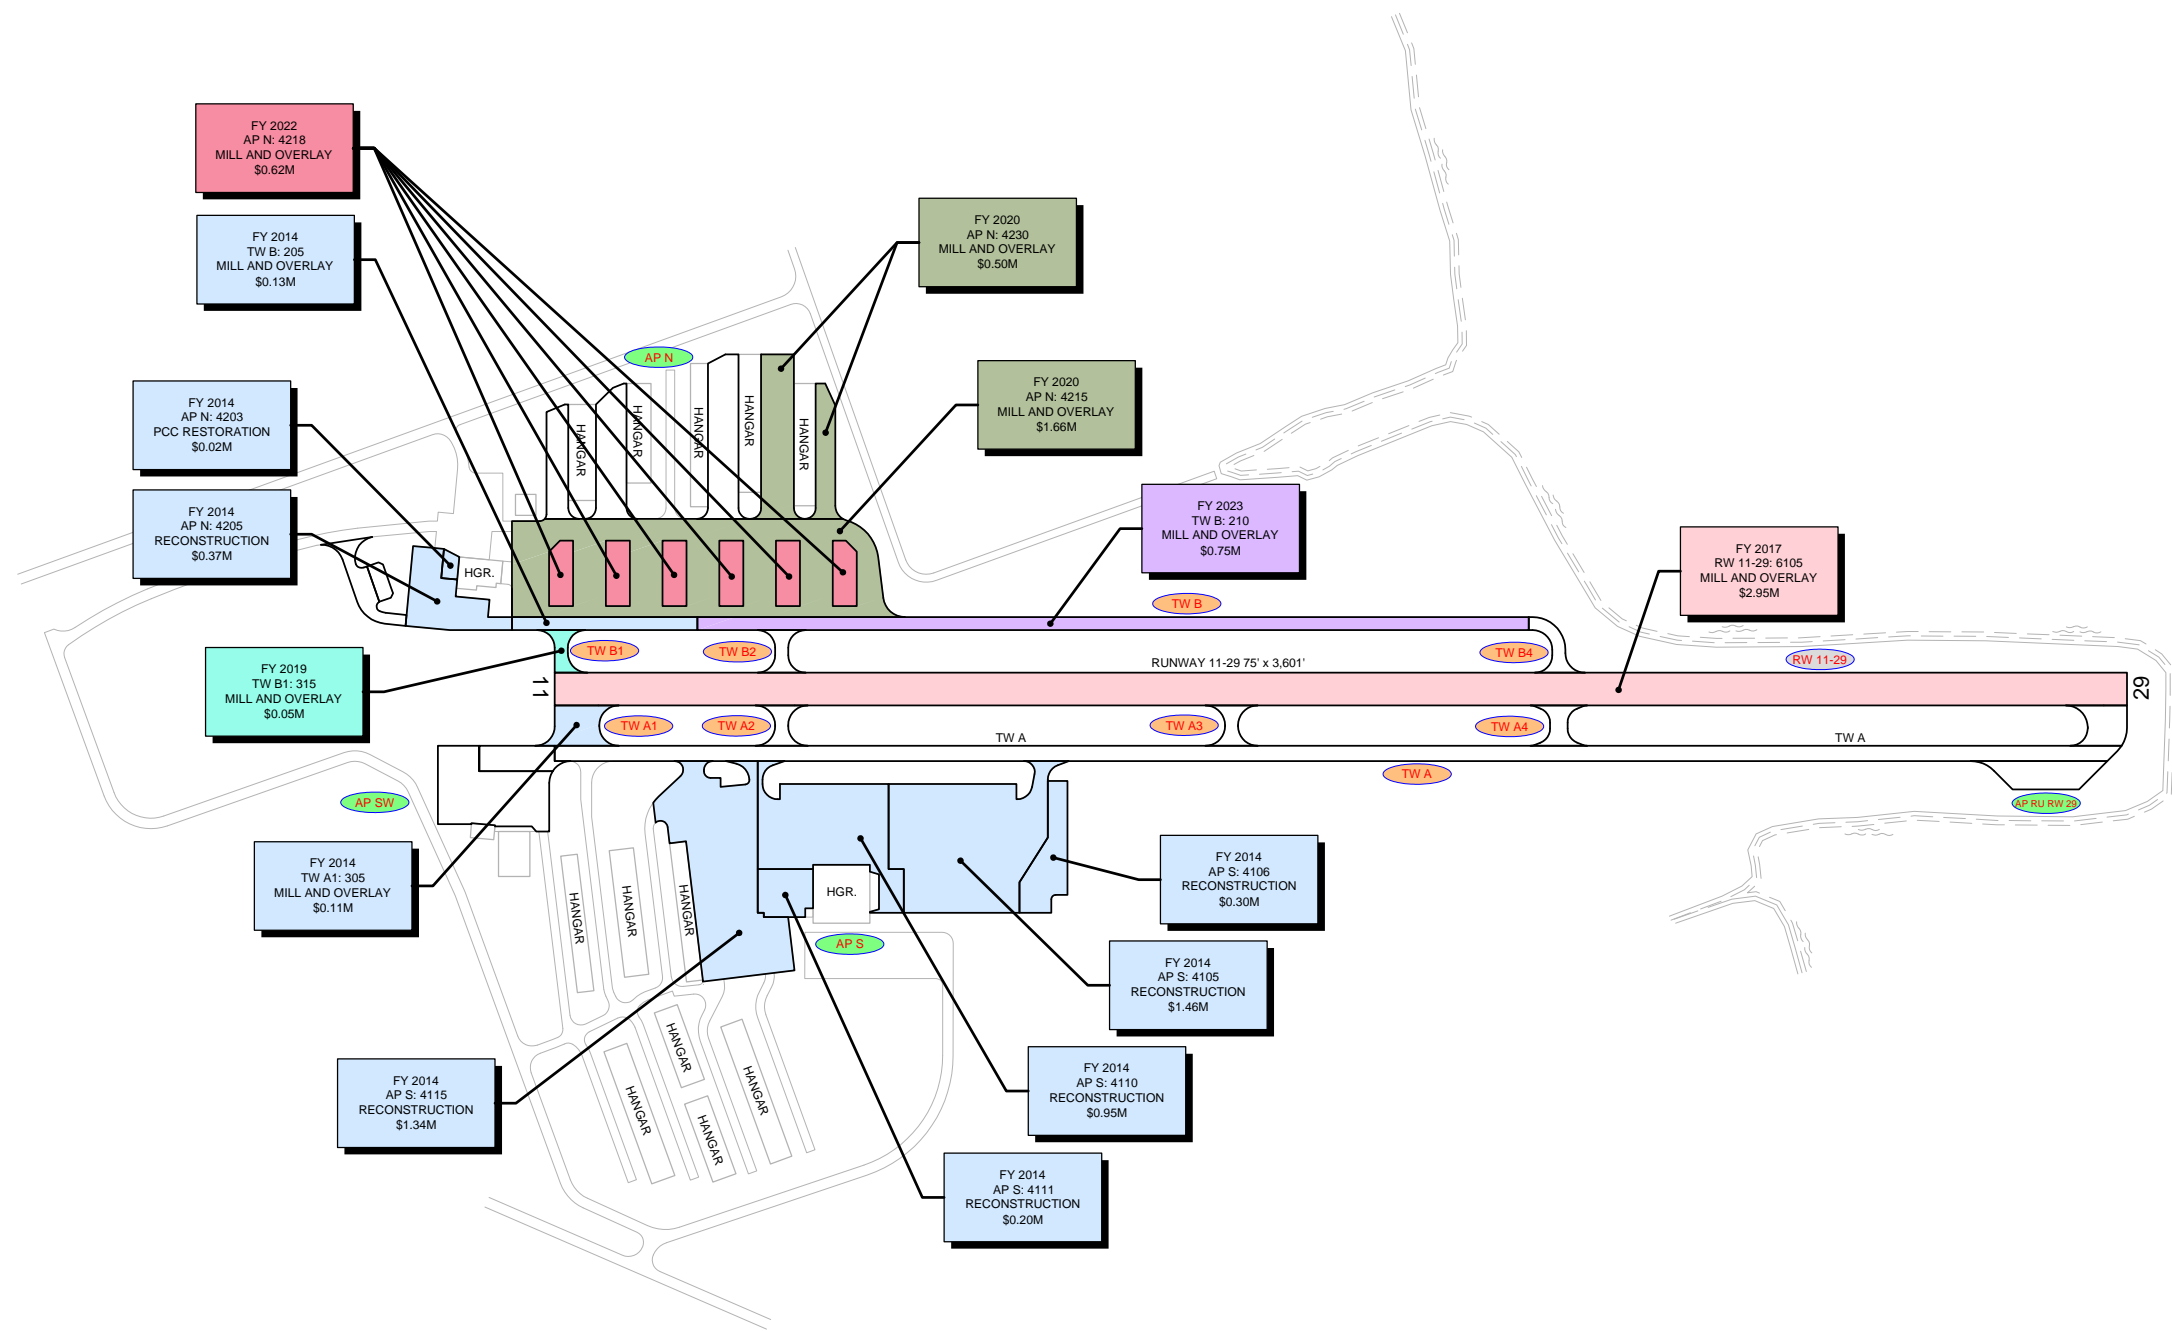 FY 2022
AP N: 4218
MILL AND OVERLAY
$0.62M
FY 2014
TW B: 205
MILL AND OVERLAY
$0.13M
FY 2020
AP N: 4230
MILL AND OVERLAY
$0.50M
AP N
FY 2020
AP N: 4215
MILL AND OVERLAY
$1.66M
FY 2014
AP N: 4203
PCC RESTORATION
$0.02M
HANGAR
HANGAR
HANGAR
HANGAR
HANGAR
FY 2014
AP N: 4205
RECONSTRUCTION
$0.37M
FY 2023
TW B: 210
MILL AND OVERLAY
$0.75M
FY 2017
RW 11-29: 6105
MILL AND OVERLAY
$2.95M
HGR.
TW B
FY 2019
TW B1: 315
MILL AND OVERLAY
$0.05M
TW B1
TW B2
RUNWAY 11-29 75' x 3,601'
TW B4
RW 11-29
11
29
TW A1
TW A2
TW A
TW A3
TW A4
TW A
TW A
AP SW
AP RU RW 29
FY 2014
TW A1: 305
MILL AND OVERLAY
$0.11M
HANGAR
HANGAR
HANGAR
HGR.
AP S
FY 2014
AP S: 4106
RECONSTRUCTION
$0.30M
FY 2014
AP S: 4105
RECONSTRUCTION
$1.46M
FY 2014
AP S: 4115
RECONSTRUCTION
$1.34M
HANGAR
HANGAR
HANGAR
HANGAR
FY 2014
AP S: 4110
RECONSTRUCTION
$0.95M
FY 2014
AP S: 4111
RECONSTRUCTION
$0.20M